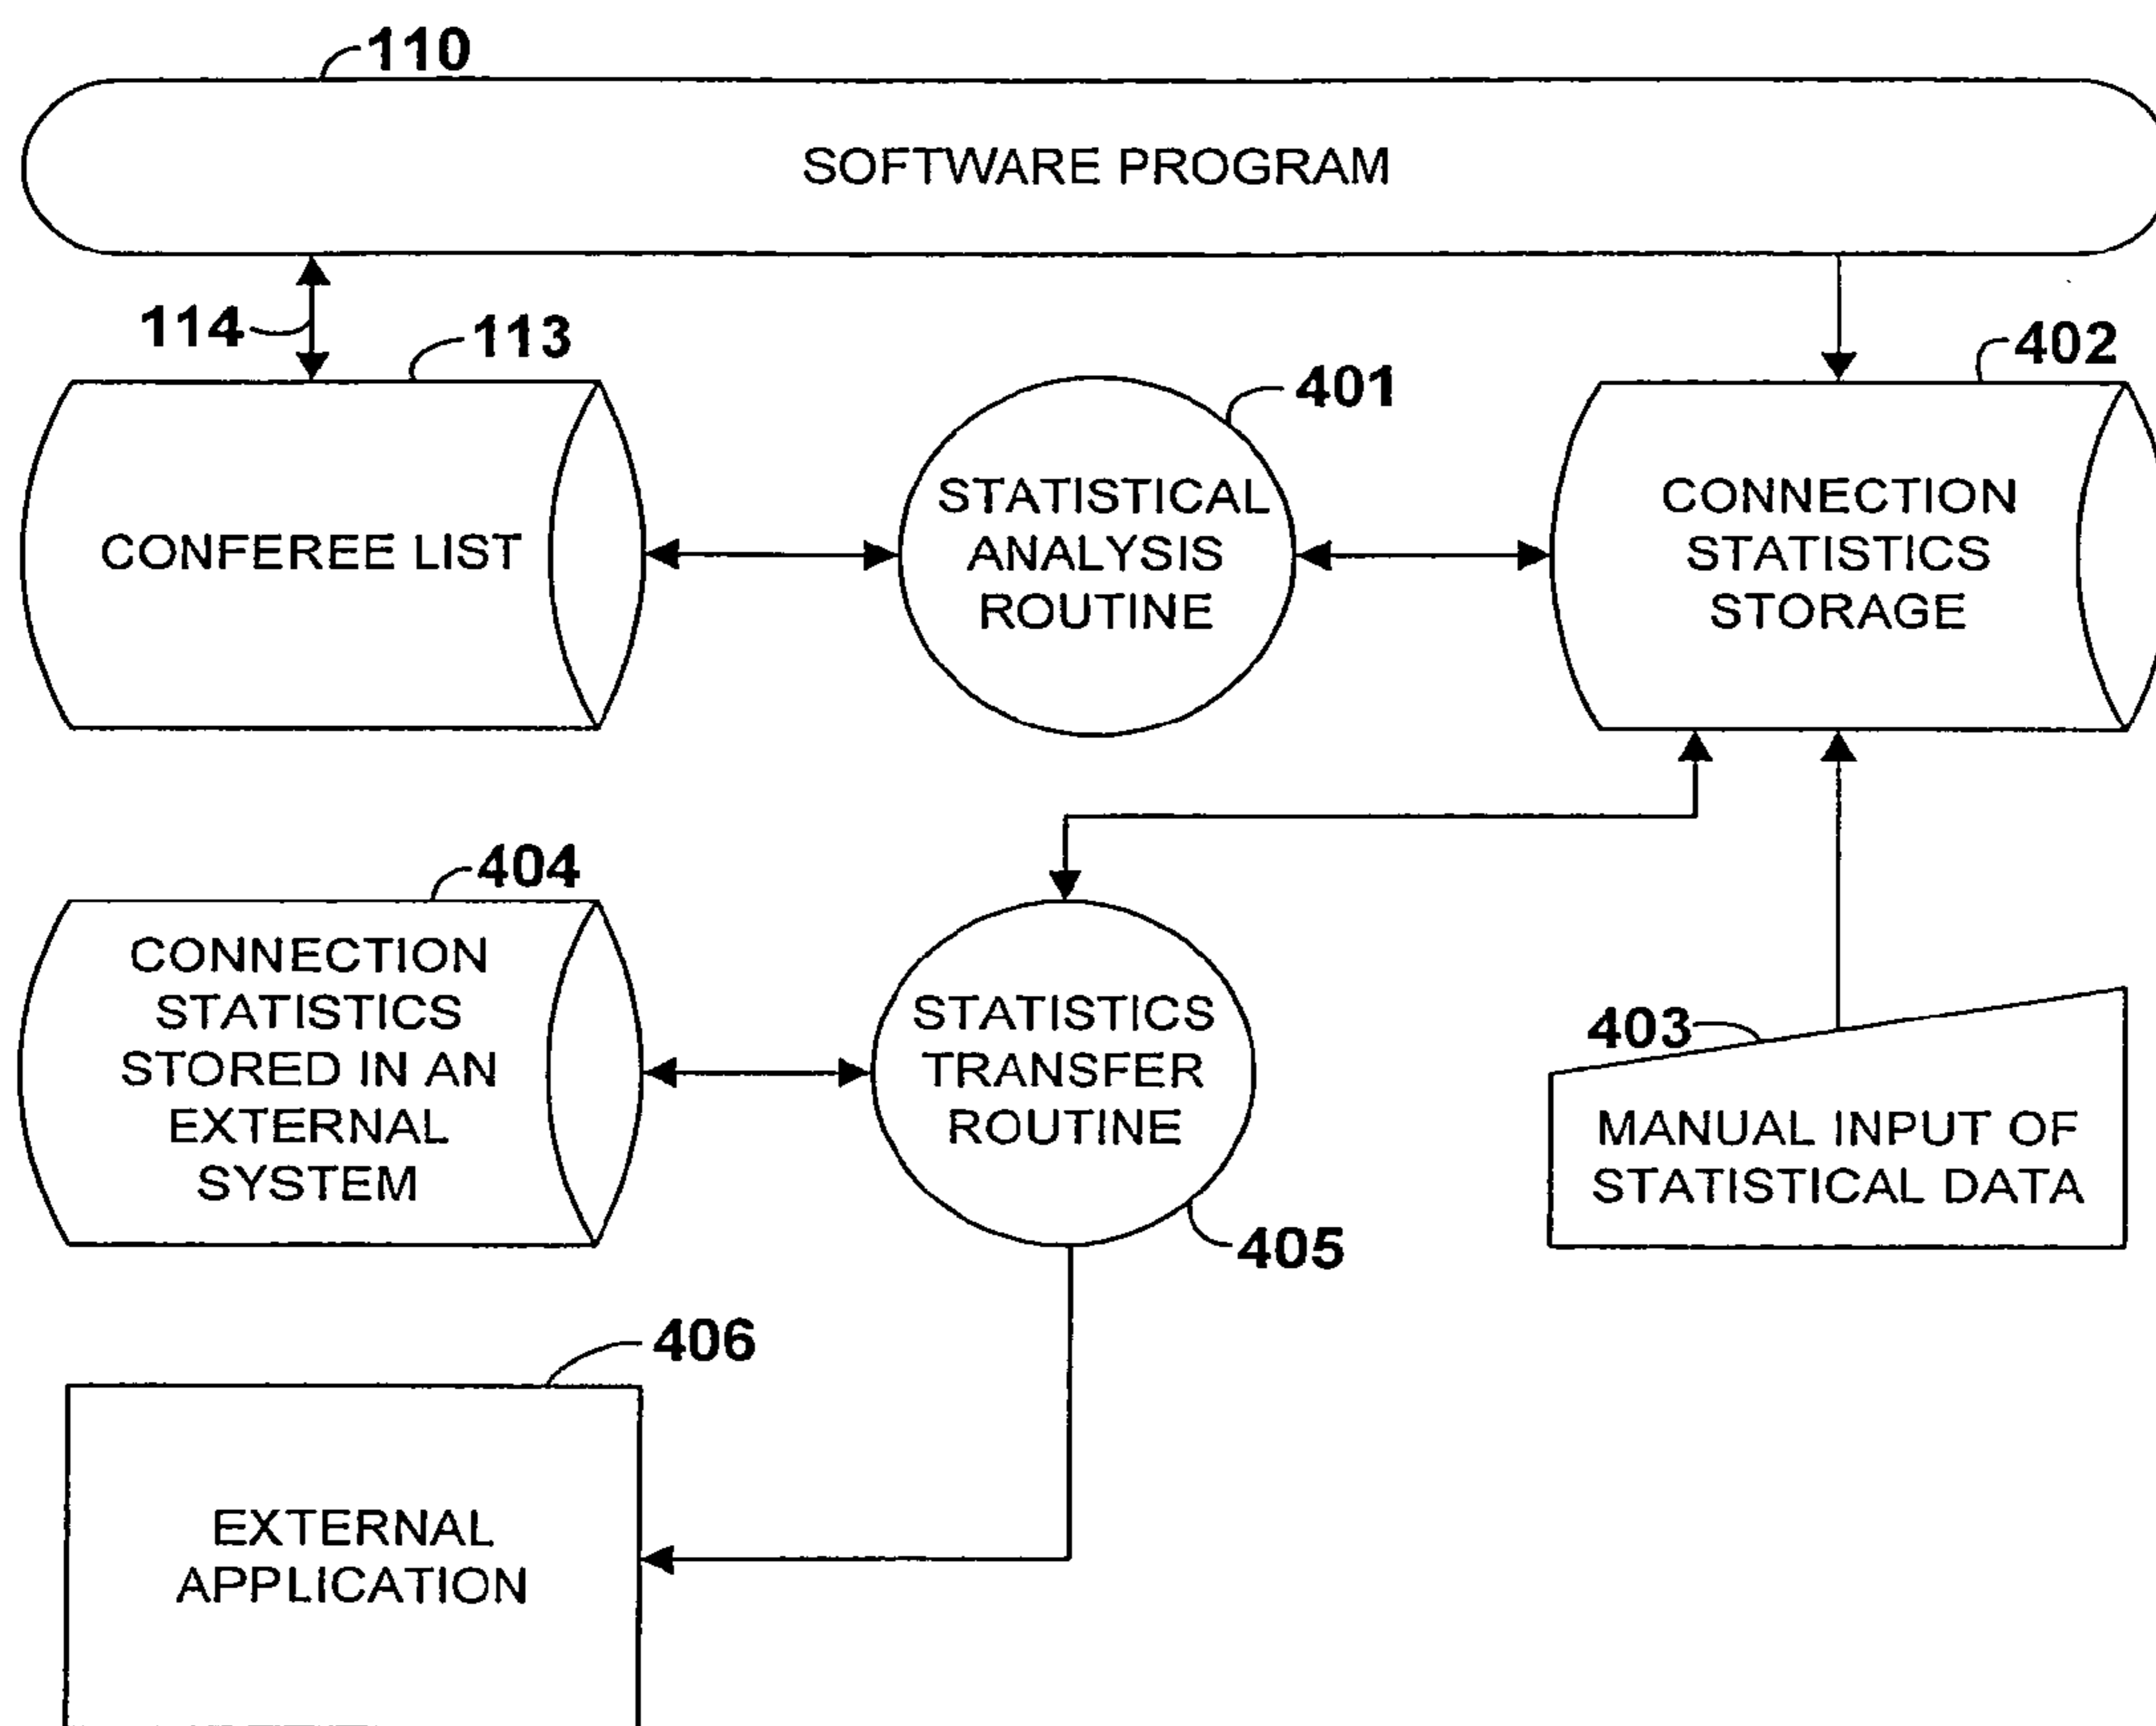 110
SOFTWARE PROGRAM
114
113
402
401
CONFEREE LIST
STATISTICAL
ANALYSIS
ROUTINE
CONNECTION
STATISTICS
STORAGE
404
CONNECTION
STATISTICS
STORED IN AN
EXTERNAL
SYSTEM
STATISTICS
TRANSFER
ROUTINE
403
MANUAL INPUT OF
STATISTICAL DATA
405
406
EXTERNAL
APPLICATION